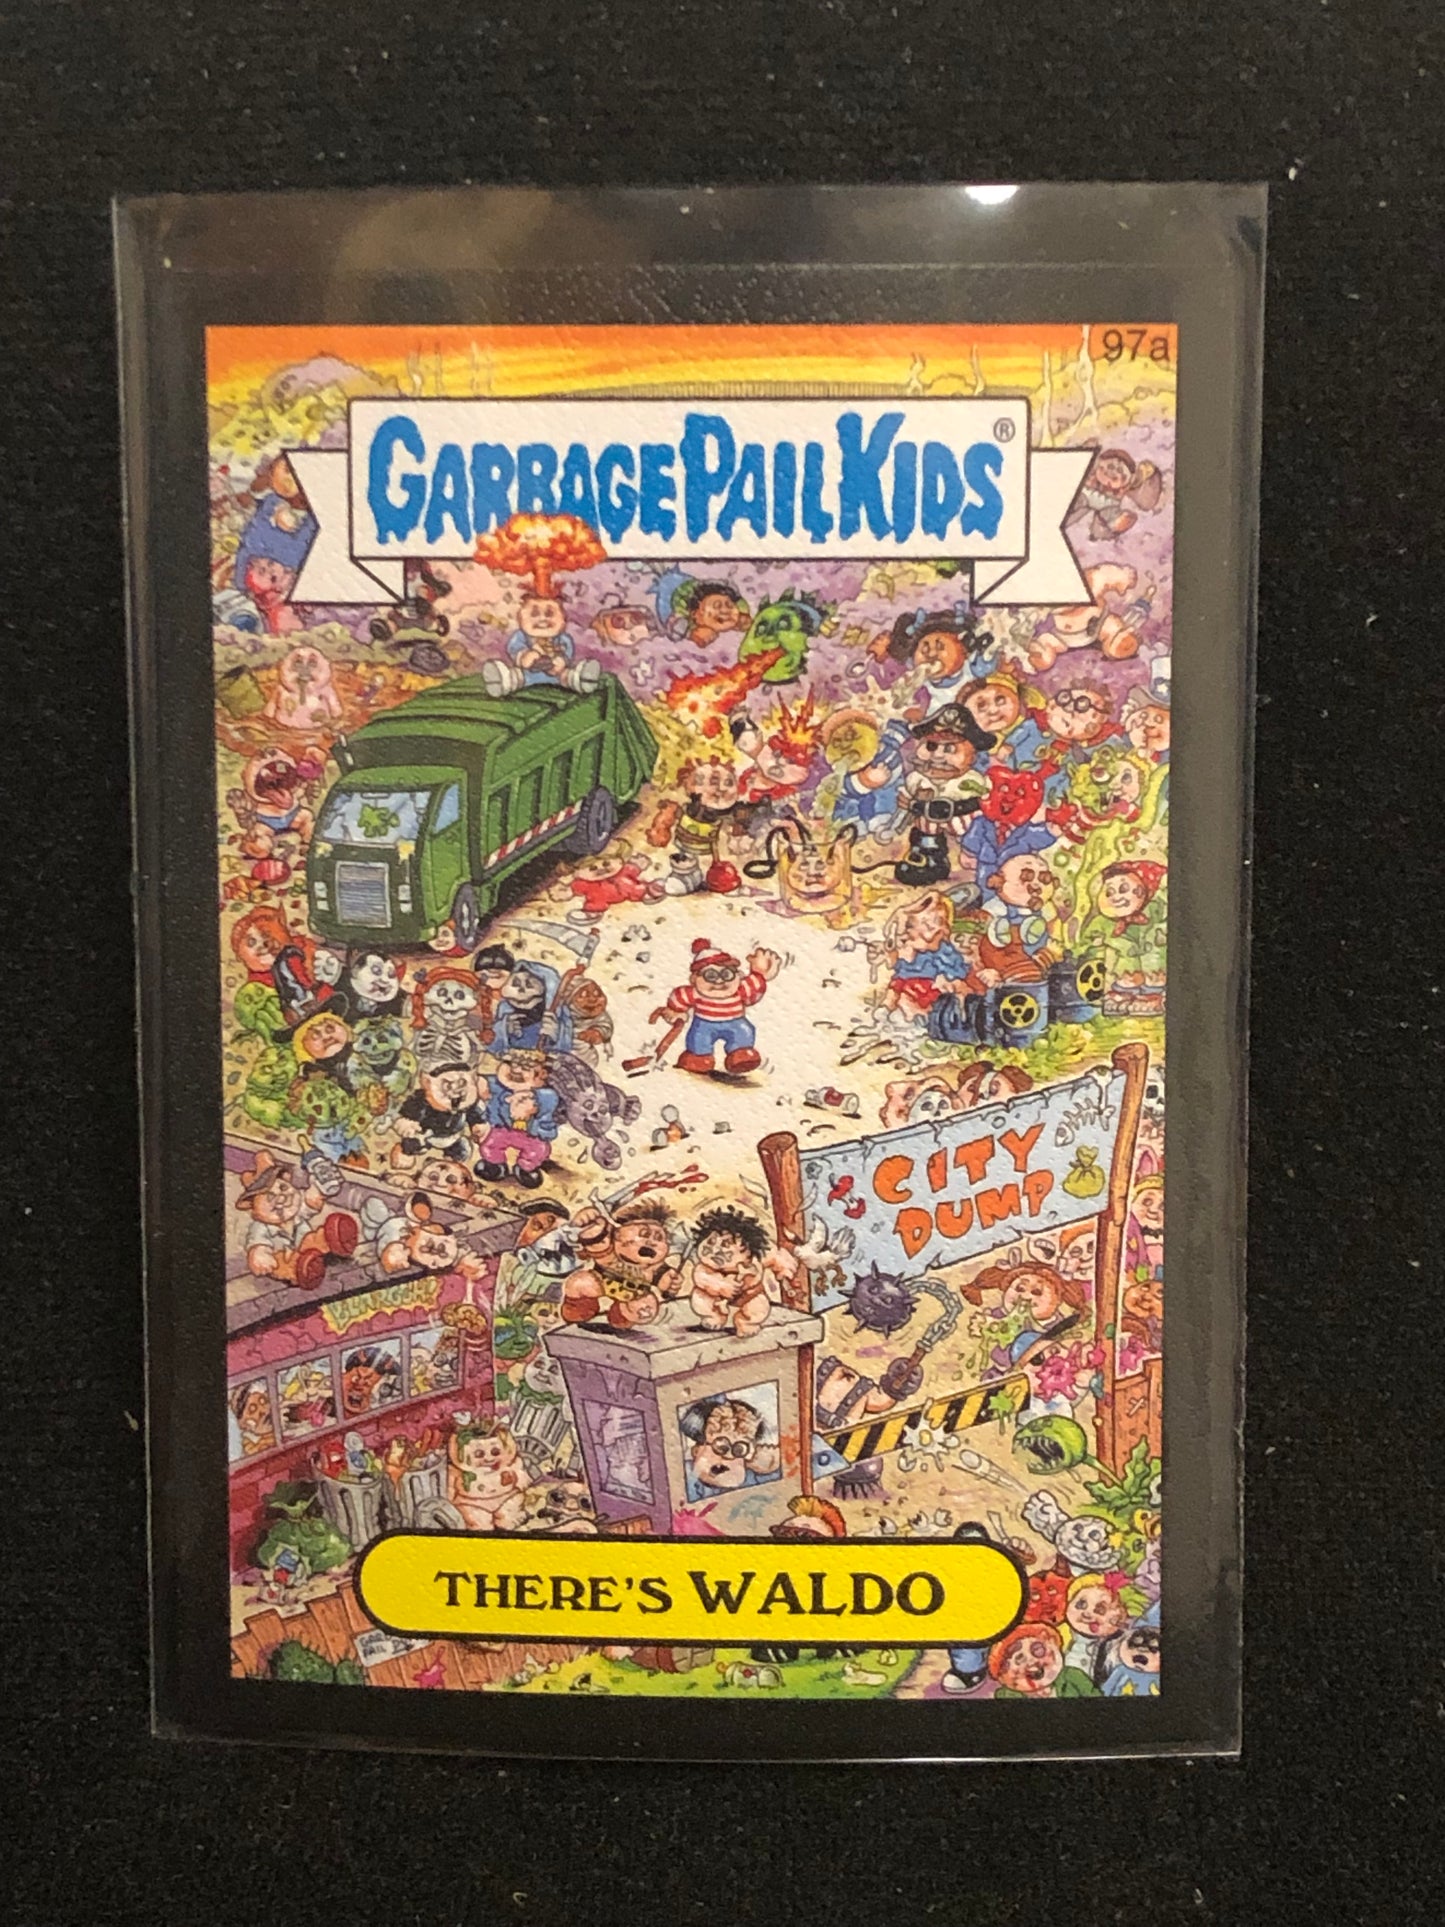 97a
GARBAGE PAIL KIDS®
CITY
DUMP
THERE'S WALDO